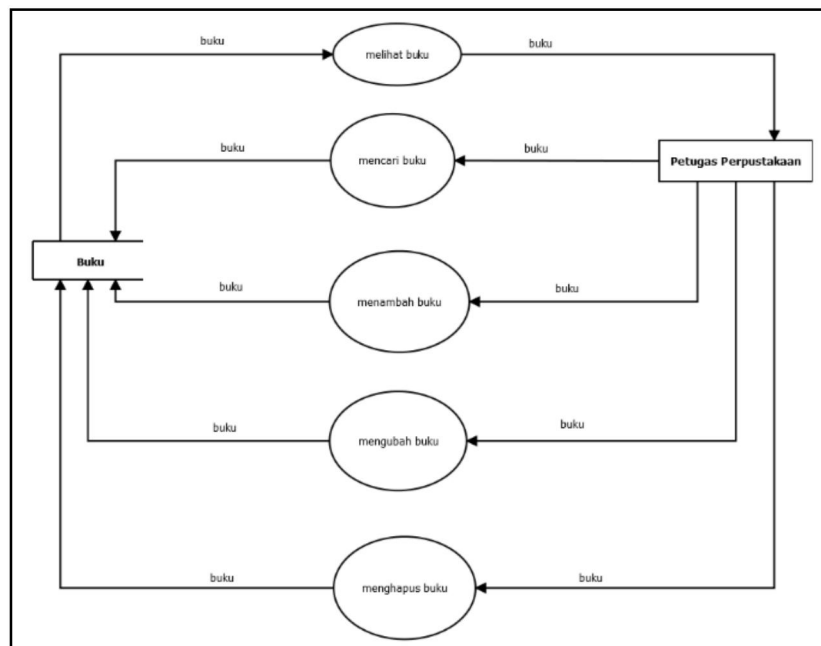 buku
melihat buku
buku
buku
mencari buku
buku
Petugas Perpustakaan
Buku
buku
menambah buku
buku
buku
mengubah buku
buku
buku
menghapus buku
buku